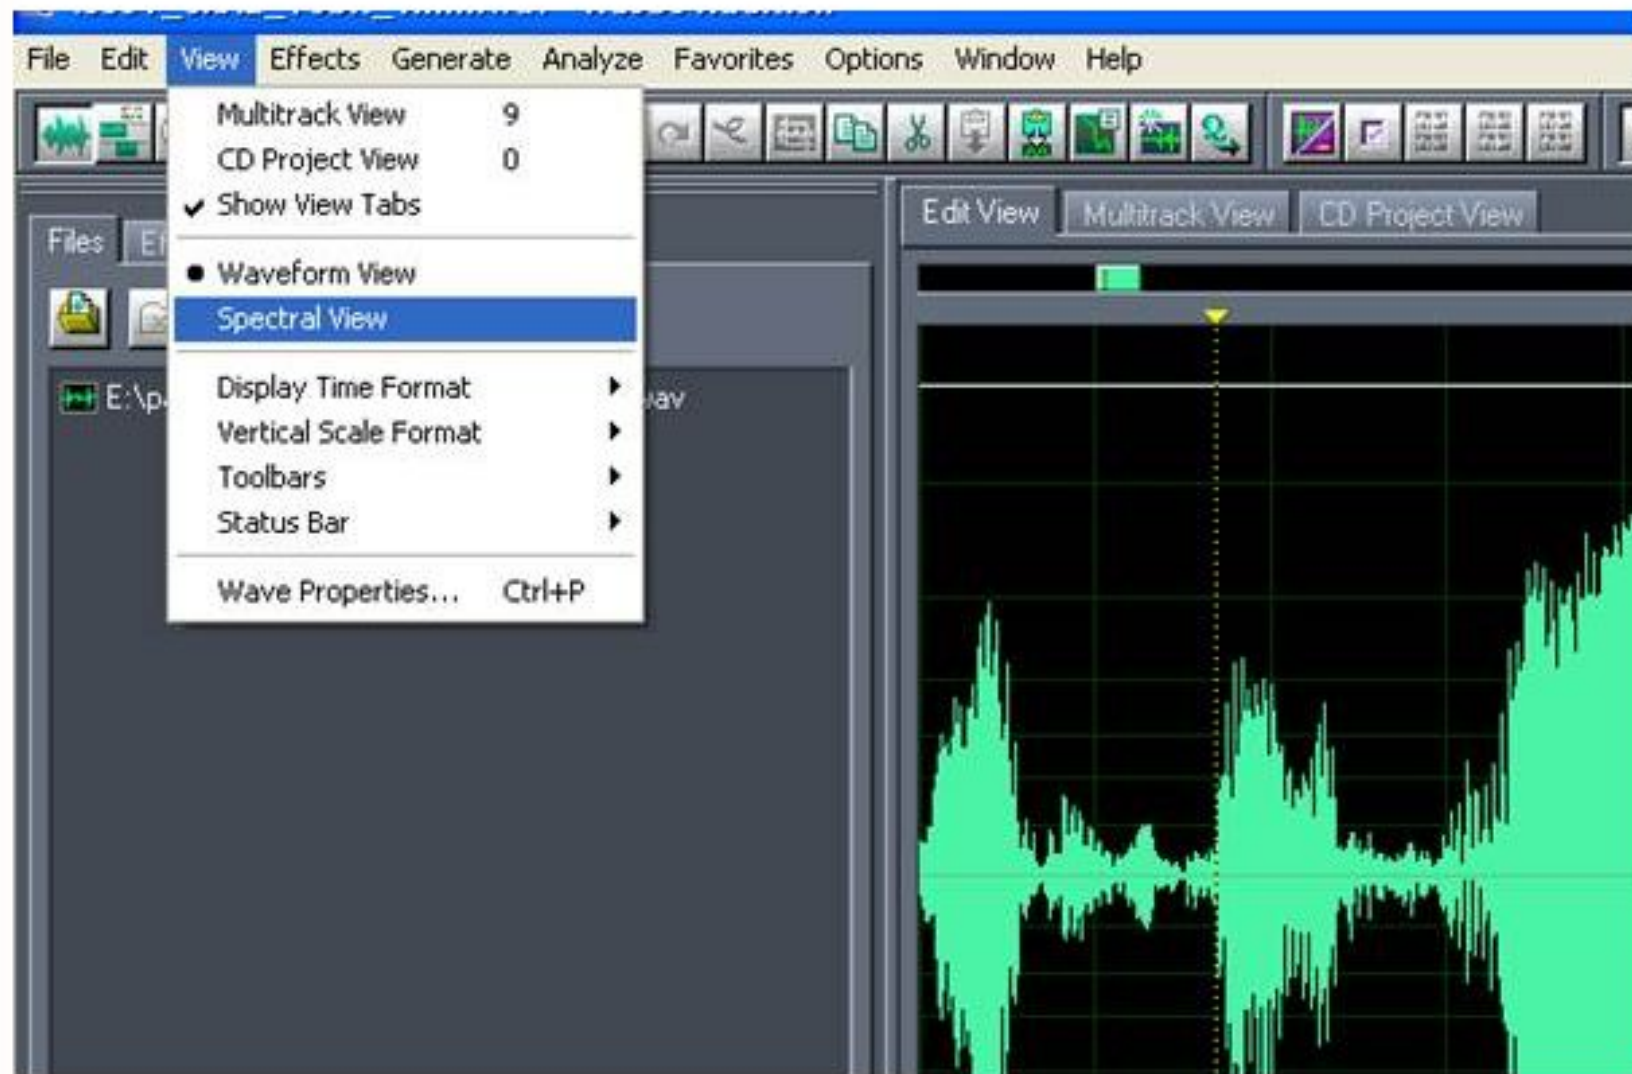 File Edit View Effects Generate Analyze Favorites Options Window Help
Multitrack View 9
CD Project View 0
Show View Tabs
Waveform View
Spectral View
Display Time Format
Vertical Scale Format
Toolbars
Status Bar
Wave Properties... Ctrl+P
Files
E:\p
Edit View Multitrack View CD Project View